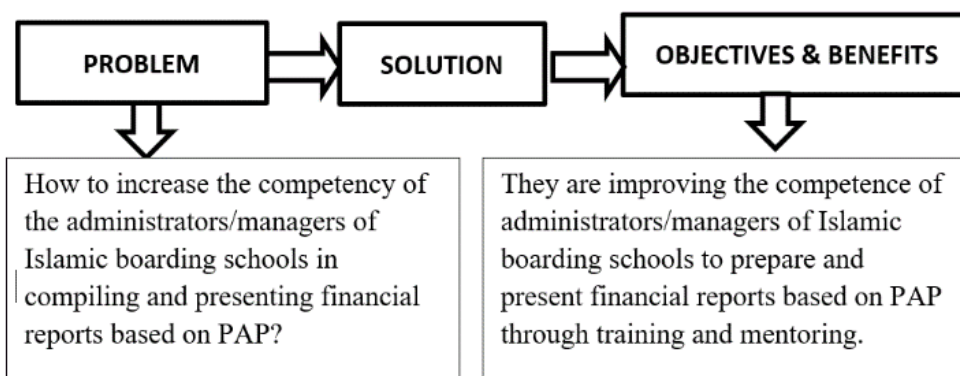 PROBLEM
SOLUTION
OBJECTIVES & BENEFITS
How to increase the competency of
the administrators/managers of
Islamic boarding schools in
compiling and presenting financial
reports based on PAP?
They are improving the competence of
administrators/managers of Islamic
boarding schools to prepare and
present financial reports based on PAP
through training and mentoring.